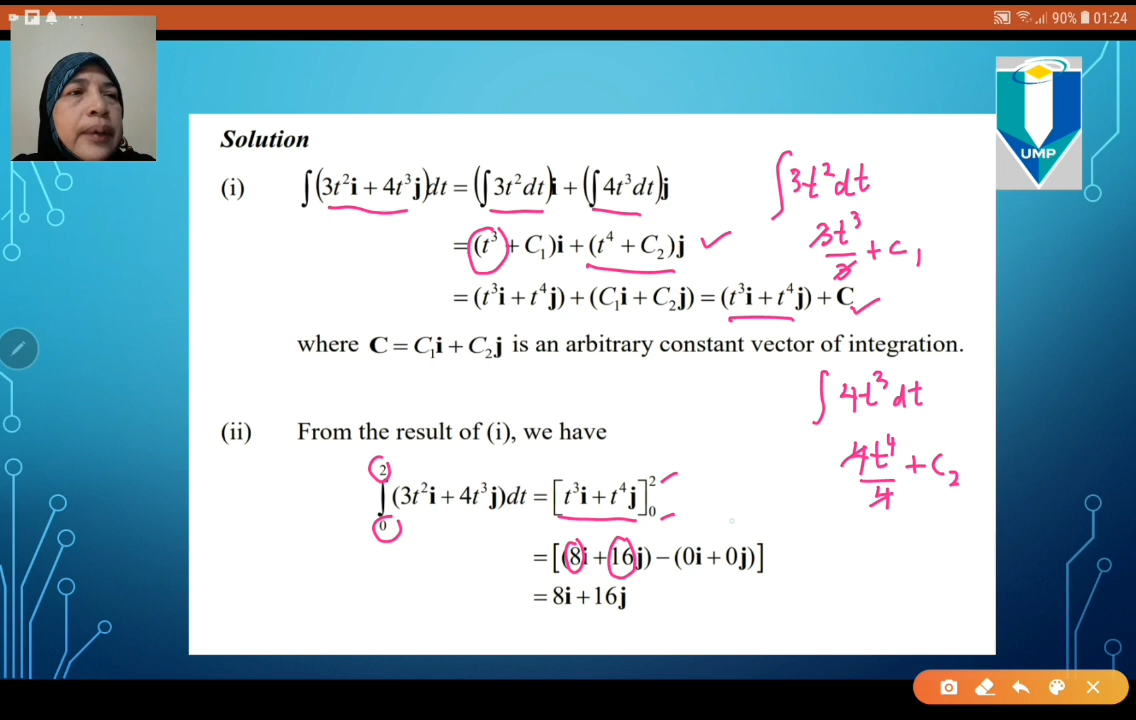 90% 01:24
UMP
Solution
(i) ∫(3t²i + 4t³j)dt = (∫3t²dt)i + (∫4t³dt)j
= (t³ + C₁)i + (t⁴ + C₂)j
= (t³i + t⁴j) + (C₁i + C₂j) = (t³i + t⁴j) + C
where C = C₁i + C₂j is an arbitrary constant vector of integration.
∫3t²dt
3t³/3 + C₁
(ii) From the result of (i), we have
∫₀²(3t²i + 4t³j)dt = [t³i + t⁴j]₀²
= [(8i + 16j) − (0i + 0j)]
= 8i + 16j
∫4t³dt
4t⁴/4 + C₂